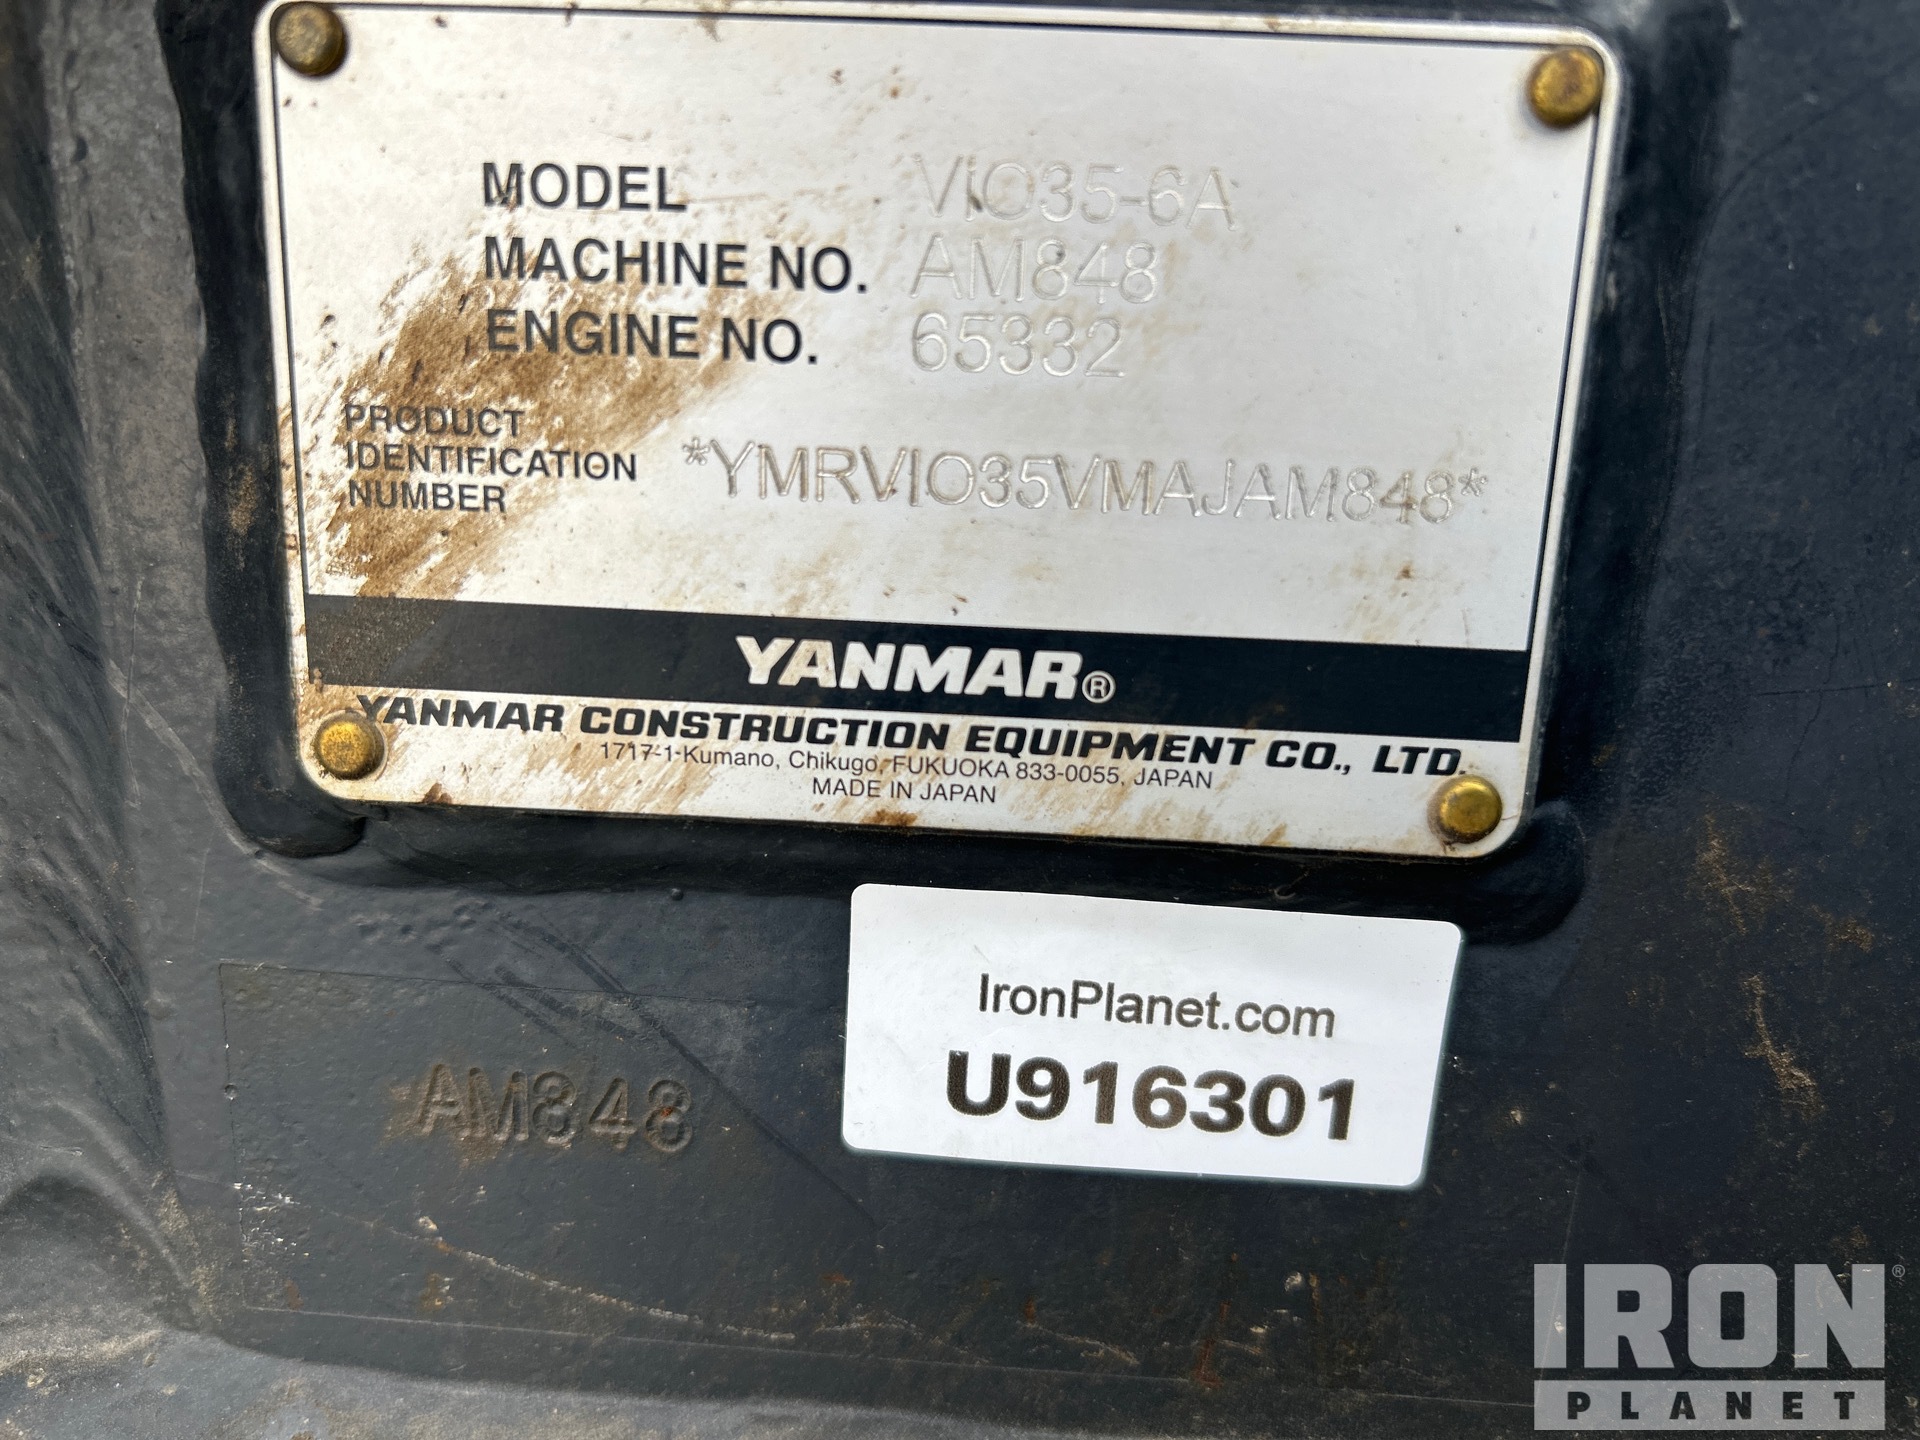 MODEL VIO35-6A
MACHINE NO. AM848
ENGINE NO. 65332
PRODUCT
IDENTIFICATION
NUMBER
*YMRVIO35VMAJAM848*
YANMAR®
YANMAR CONSTRUCTION EQUIPMENT CO., LTD.
1717-1-Kumano, Chikugo, FUKUOKA 833-0055, JAPAN
MADE IN JAPAN
IronPlanet.com
U916301
AM848
IRON®
PLANET